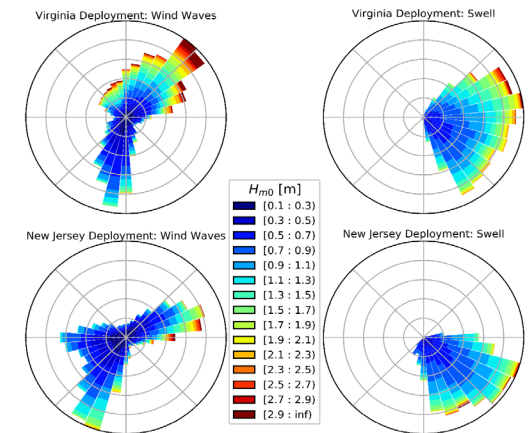 Virginia Deployment: Wind Waves
Virginia Deployment: Swell
H_m0 [m]
[0.1 : 0.3)
[0.3 : 0.5)
[0.5 : 0.7)
[0.7 : 0.9)
[0.9 : 1.1)
[1.1 : 1.3)
[1.3 : 1.5)
[1.5 : 1.7)
[1.7 : 1.9)
[1.9 : 2.1)
[2.1 : 2.3)
[2.3 : 2.5)
[2.5 : 2.7)
[2.7 : 2.9)
[2.9 : inf)
New Jersey Deployment: Wind Waves
New Jersey Deployment: Swell